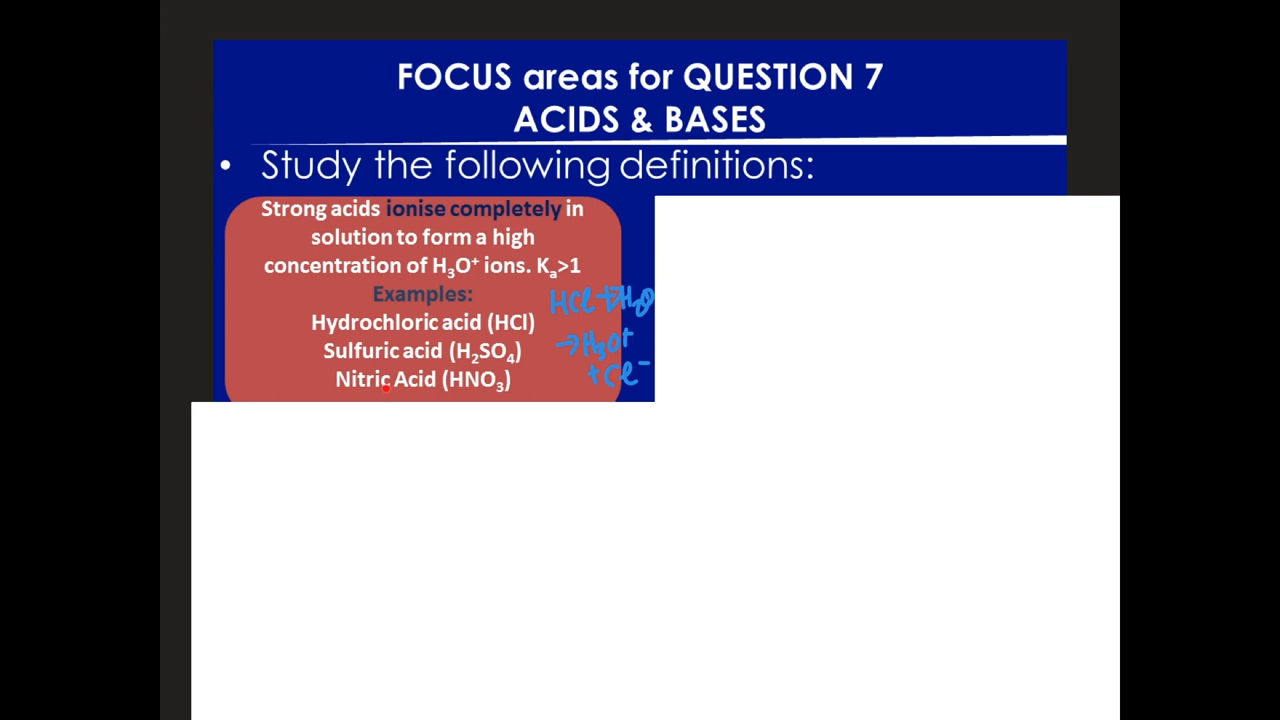 FOCUS areas for QUESTION 7
ACIDS & BASES
• Study the following definitions:
Strong acids ionise completely in
solution to form a high
concentration of H₃O⁺ ions. Kₐ>1
Examples:
Hydrochloric acid (HCl)
Sulfuric acid (H₂SO₄)
Nitric Acid (HNO₃)
HCl + H₂O
→ H₃O⁺
+ Cl⁻